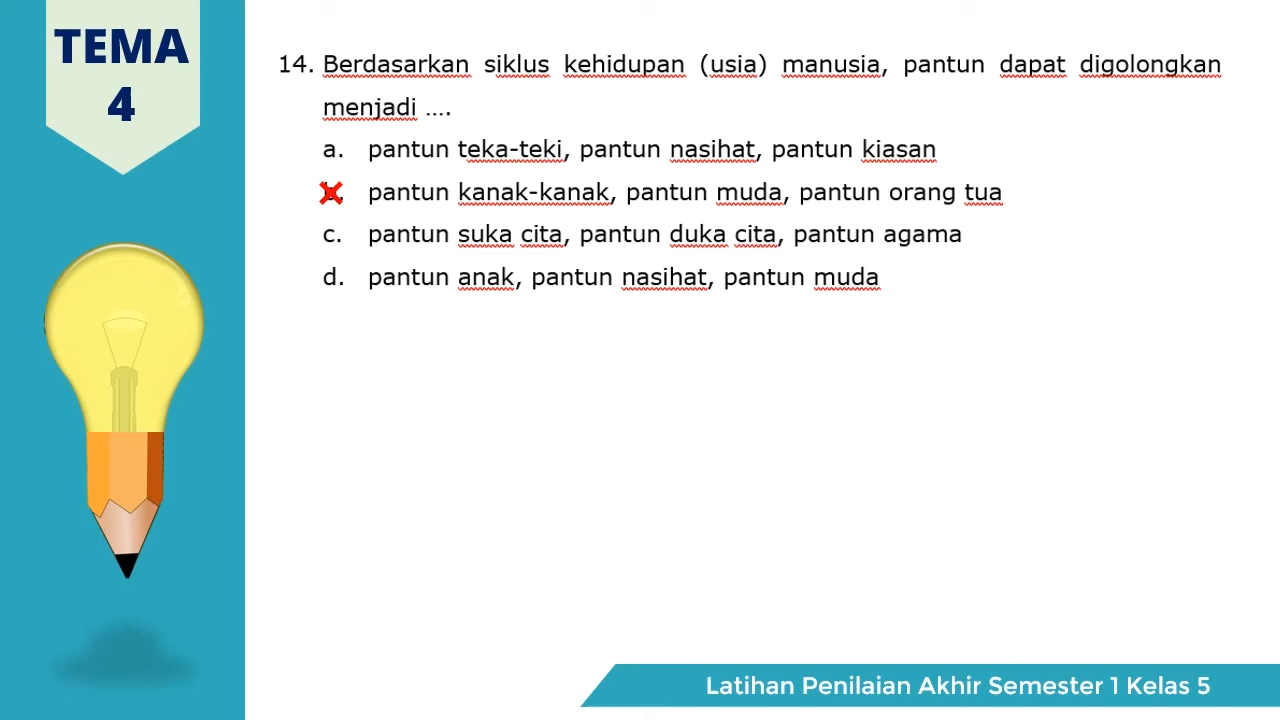 TEMA
4
14. Berdasarkan siklus kehidupan (usia) manusia, pantun dapat digolongkan
menjadi ....
a. pantun teka-teki, pantun nasihat, pantun kiasan
b. pantun kanak-kanak, pantun muda, pantun orang tua
c. pantun suka cita, pantun duka cita, pantun agama
d. pantun anak, pantun nasihat, pantun muda
Latihan Penilaian Akhir Semester 1 Kelas 5